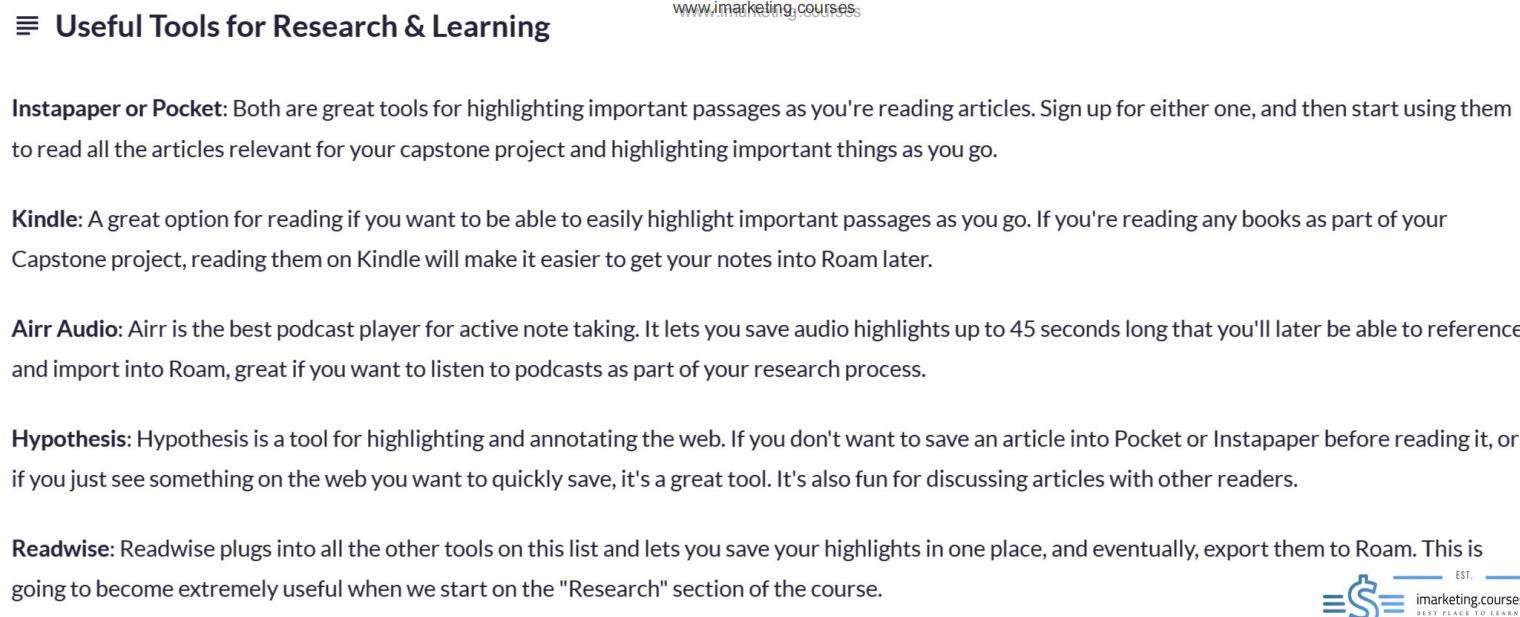 www.imarketing.courses
Useful Tools for Research & Learning
Instapaper or Pocket: Both are great tools for highlighting important passages as you're reading articles. Sign up for either one, and then start using them
to read all the articles relevant for your capstone project and highlighting important things as you go.
Kindle: A great option for reading if you want to be able to easily highlight important passages as you go. If you're reading any books as part of your
Capstone project, reading them on Kindle will make it easier to get your notes into Roam later.
Airr Audio: Airr is the best podcast player for active note taking. It lets you save audio highlights up to 45 seconds long that you'll later be able to reference
and import into Roam, great if you want to listen to podcasts as part of your research process.
Hypothesis: Hypothesis is a tool for highlighting and annotating the web. If you don't want to save an article into Pocket or Instapaper before reading it, or
if you just see something on the web you want to quickly save, it's a great tool. It's also fun for discussing articles with other readers.
Readwise: Readwise plugs into all the other tools on this list and lets you save your highlights in one place, and eventually, export them to Roam. This is
going to become extremely useful when we start on the "Research" section of the course.
EST.
imarketing.courses
BEST PLACE TO LEARN